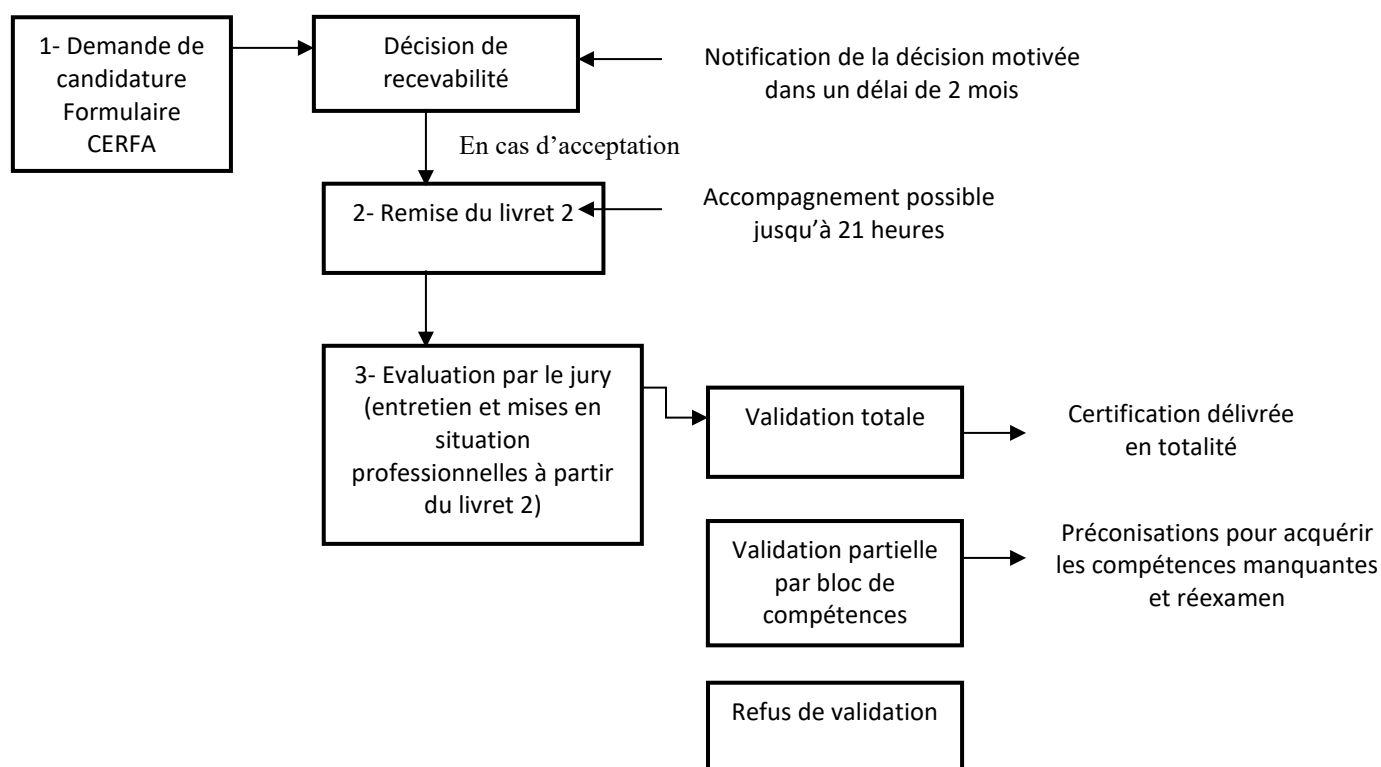 1- Demande de
candidature
Formulaire
CERFA
Décision de
recevabilité
Notification de la décision motivée
dans un délai de 2 mois
En cas d’acceptation
2- Remise du livret 2
Accompagnement possible
jusqu’à 21 heures
3- Evaluation par le jury
(entretien et mises en
situation
professionnelles à partir
du livret 2)
Validation totale
Certification délivrée
en totalité
Validation partielle
par bloc de
compétences
Préconisations pour acquérir
les compétences manquantes
et réexamen
Refus de validation